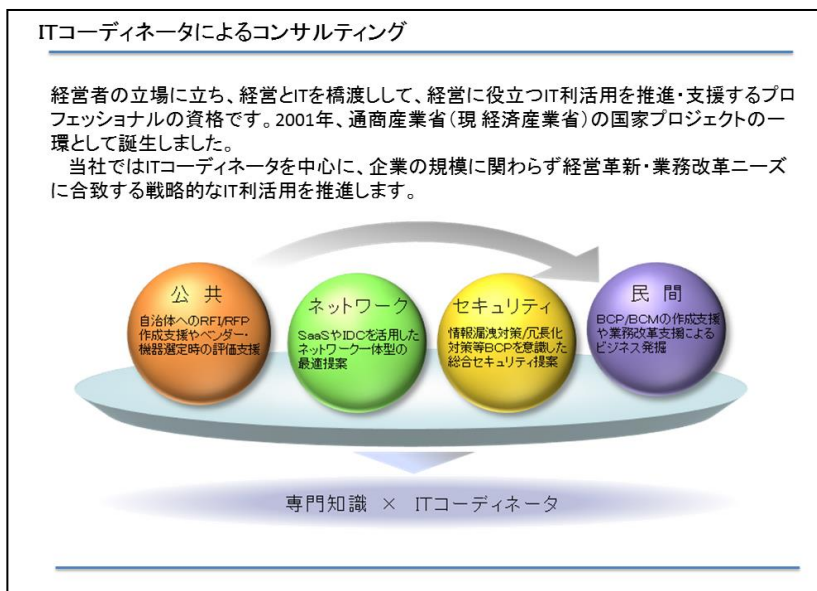 ITコーディネータによるコンサルティング
経営者の立場に立ち、経営とITを橋渡しして、経営に役立つIT利活用を推進・支援するプロ
フェッショナルの資格です。2001年、通商産業省（現 経済産業省）の国家プロジェクトの一
環として誕生しました。
　当社ではITコーディネータを中心に、企業の規模に関わらず経営革新・業務改革ニーズ
に合致する戦略的なIT利活用を推進します。
公 共
自治体へのRFI/RFP
作成支援やベンダー・
機器選定時の評価支援
ネットワーク
SaaSやIDCを活用した
ネットワーク一体型の
最適提案
セキュリティ
情報漏洩対策/冗長化
対策等BCPを意識した
総合セキュリティ提案
民 間
BCP/BCMの作成支援
や業務改革支援による
ビジネス発掘
専門知識 × ITコーディネータ